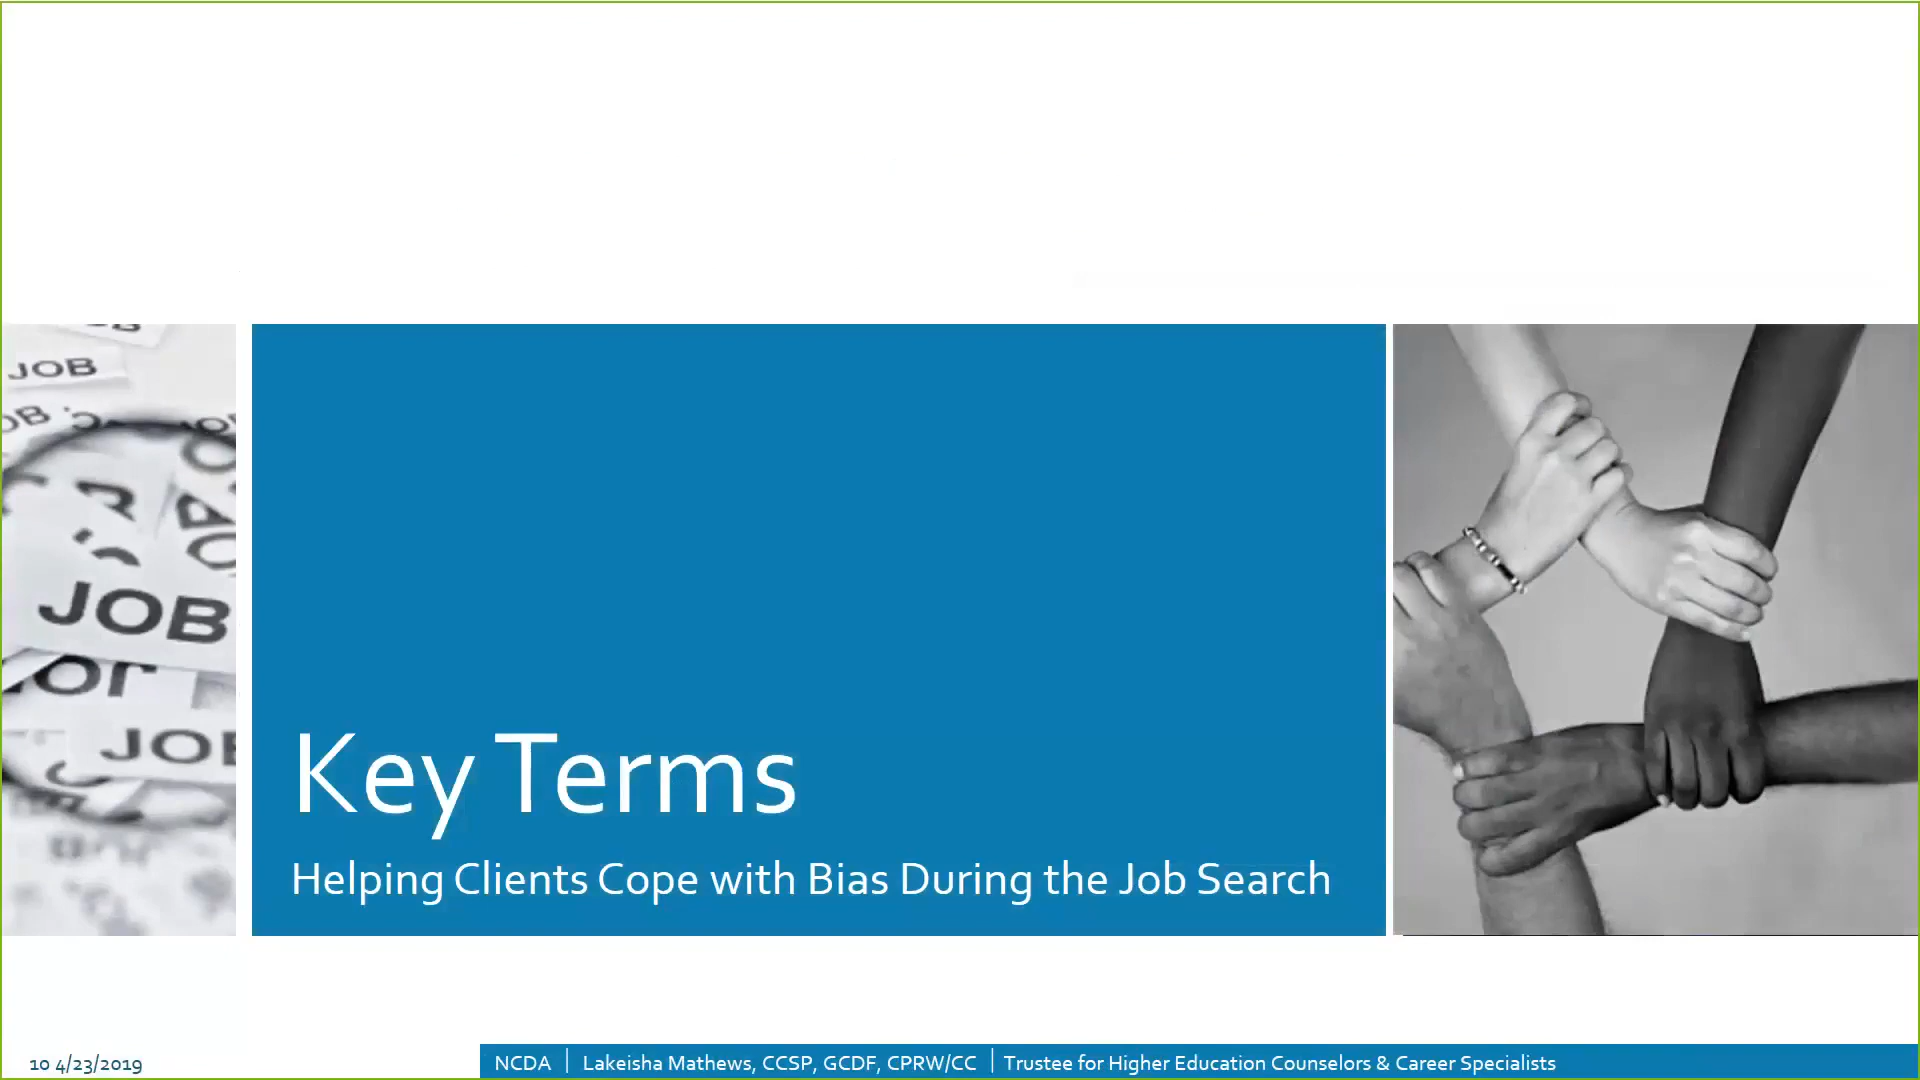 JOB
JOB
JOB
Key Terms
Helping Clients Cope with Bias During the Job Search
10 4/23/2019
NCDA | Lakeisha Mathews, CCSP, GCDF, CPRW/CC | Trustee for Higher Education Counselors & Career Specialists